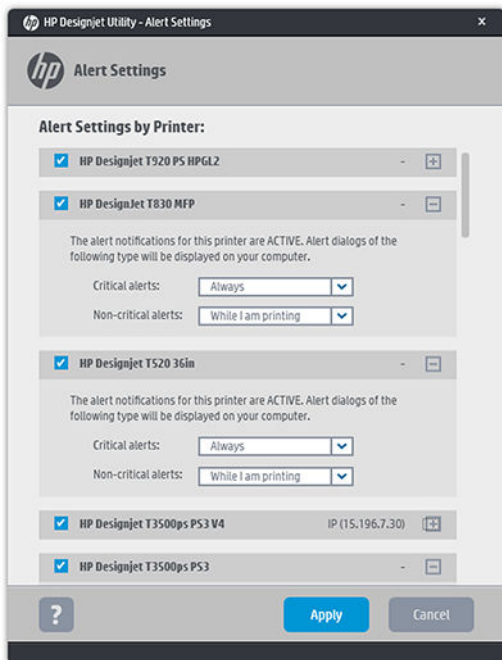 HP Designjet Utility - Alert Settings x
hp Alert Settings
Alert Settings by Printer:
HP Designjet T920 PS HPGL2 - +
HP DesignJet T830 MFP - -
The alert notifications for this printer are ACTIVE. Alert dialogs of the
following type will be displayed on your computer.
Critical alerts: Always
Non-critical alerts: While I am printing
HP Designjet T520 36in - -
The alert notifications for this printer are ACTIVE. Alert dialogs of the
following type will be displayed on your computer.
Critical alerts: Always
Non-critical alerts: While I am printing
HP Designjet T3500ps PS3 V4 IP (15.196.7.30) +
HP Designjet T3500ps PS3 - -
? Apply Cancel